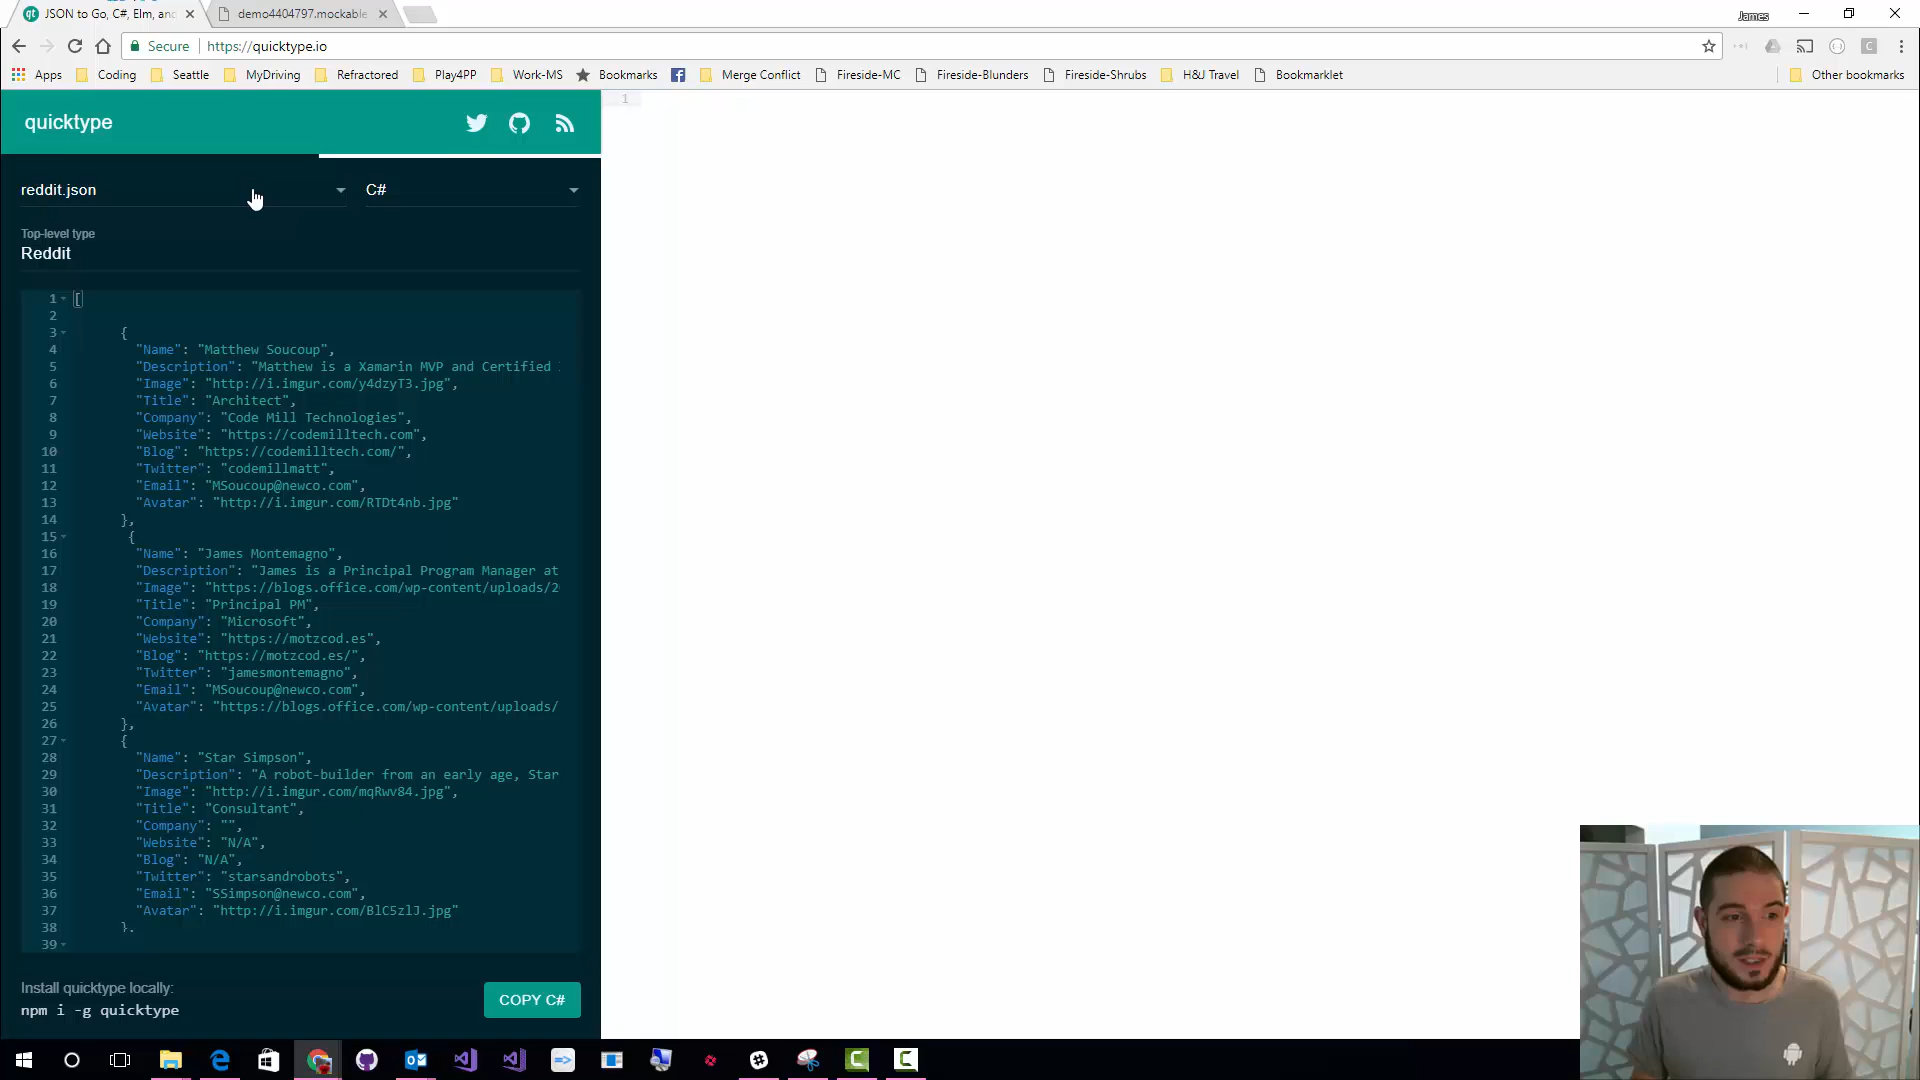 JSON to Go, C#, Elm, and
demo4404797.mockable
James
Secure
https://quicktype.io
Apps
Coding
Seattle
MyDriving
Refractored
Play4PP
Work-MS
Bookmarks
Merge Conflict
Fireside-MC
Fireside-Blunders
Fireside-Shrubs
H&J Travel
Bookmarklet
Other bookmarks
quicktype
1
reddit.json
C#
Top-level type
Reddit
1 [
2
3 {
4 "Name": "Matthew Soucoup",
5 "Description": "Matthew is a Xamarin MVP and Certified
6 "Image": "http://i.imgur.com/y4dzyT3.jpg",
7 "Title": "Architect",
8 "Company": "Code Mill Technologies",
9 "Website": "https://codemilltech.com",
10 "Blog": "https://codemilltech.com/",
11 "Twitter": "codemillmatt",
12 "Email": "MSoucoup@newco.com",
13 "Avatar": "http://i.imgur.com/RTDt4nb.jpg"
14 },
15 {
16 "Name": "James Montemagno",
17 "Description": "James is a Principal Program Manager at
18 "Image": "https://blogs.office.com/wp-content/uploads/2
19 "Title": "Principal PM",
20 "Company": "Microsoft",
21 "Website": "https://motzcod.es",
22 "Blog": "https://motzcod.es/",
23 "Twitter": "jamesmontemagno",
24 "Email": "MSoucoup@newco.com",
25 "Avatar": "https://blogs.office.com/wp-content/uploads/
26 },
27 {
28 "Name": "Star Simpson",
29 "Description": "A robot-builder from an early age, Star
30 "Image": "http://i.imgur.com/mqRwv84.jpg",
31 "Title": "Consultant",
32 "Company": "",
33 "Website": "N/A",
34 "Blog": "N/A",
35 "Twitter": "starsandrobots",
36 "Email": "SSimpson@newco.com",
37 "Avatar": "http://i.imgur.com/BlC5zlJ.jpg"
38 },
39
Install quicktype locally:
npm i -g quicktype
COPY C#